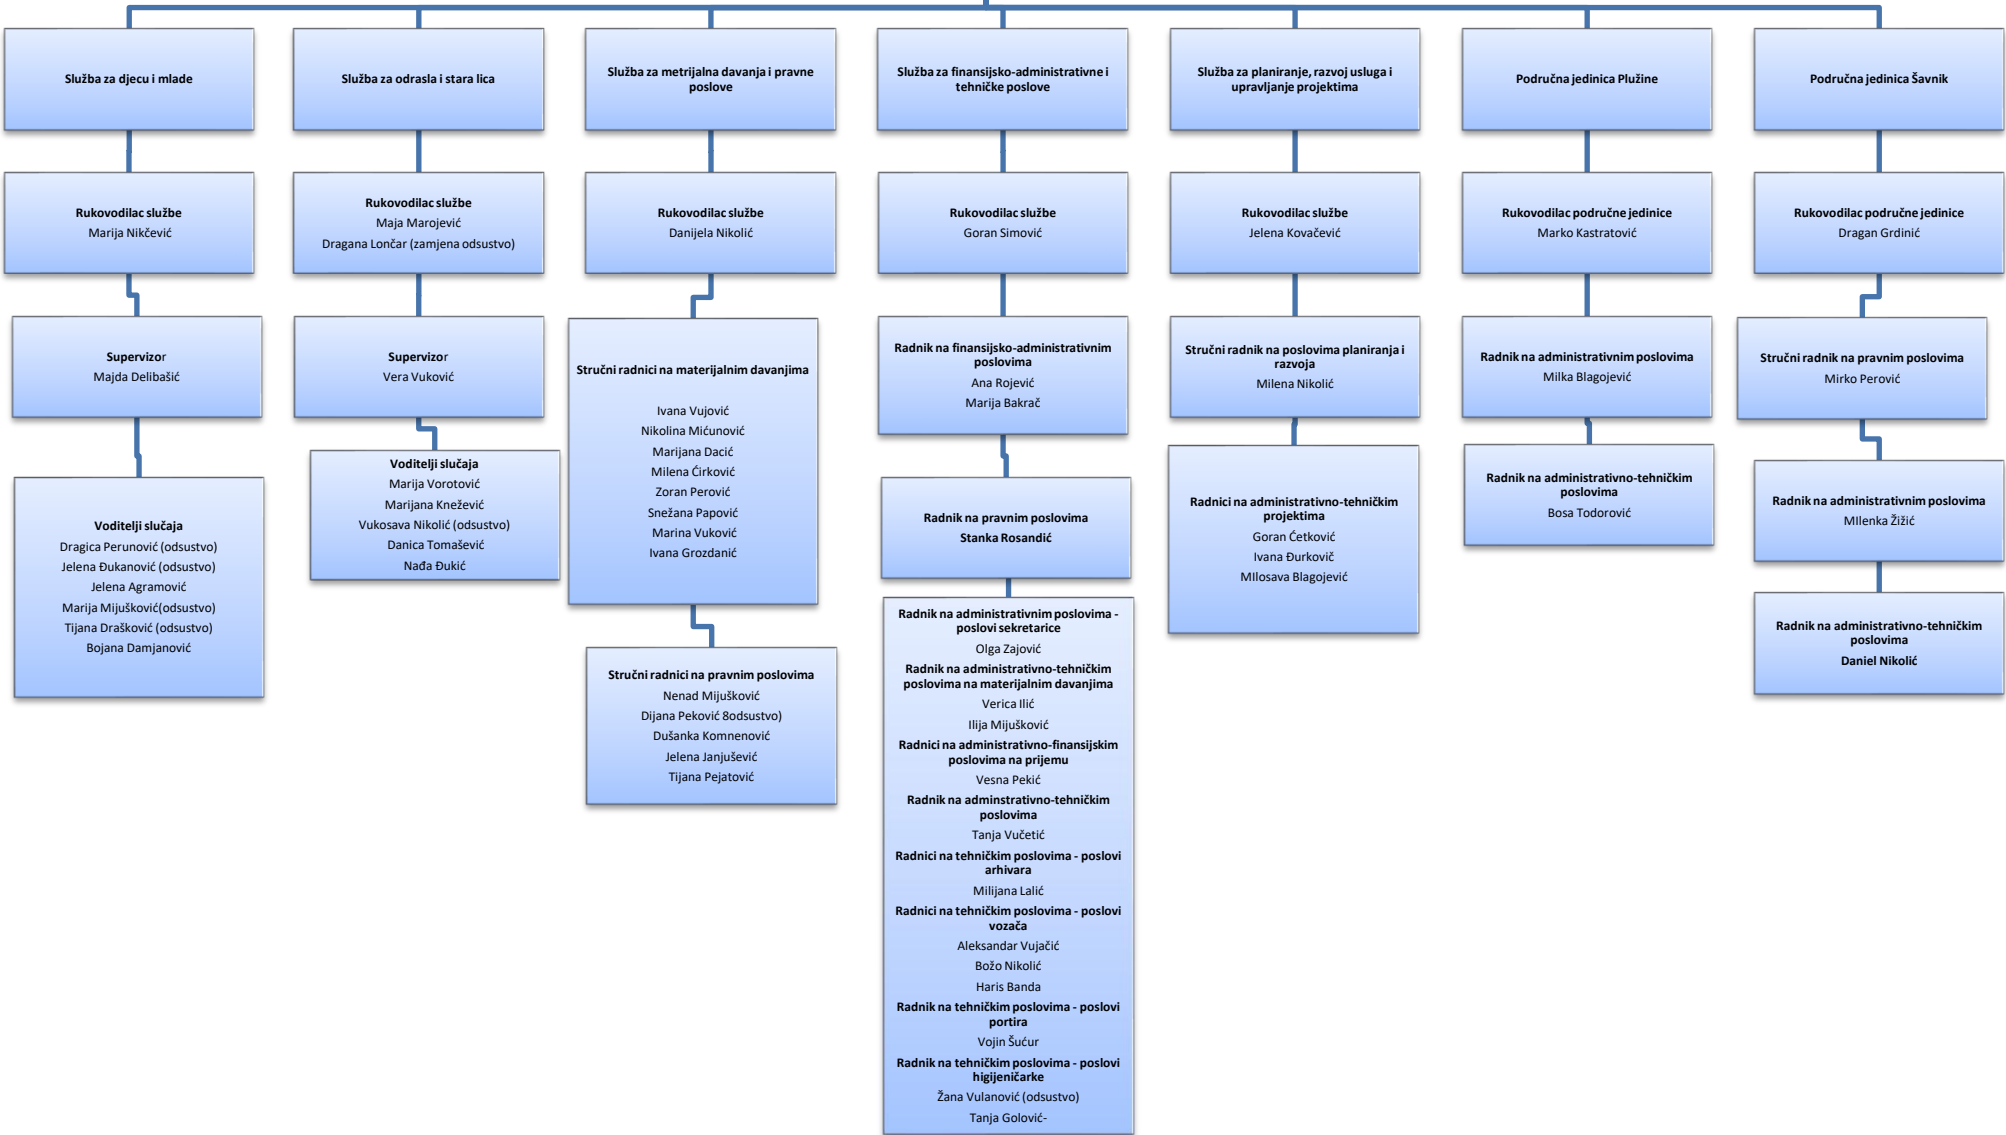 Služba za djecu i mlade
Rukovodilac službe
Marija Nikčević
Supervizor
Majda Delibašić
Voditelji slučaja
Dragica Perunović (odsustvo)
Jelena Đukanović (odsustvo)
Jelena Agramović
Marija Mijušković(odsustvo)
Tijana Drašković (odsustvo)
Bojana Damjanović
Služba za odrasla i stara lica
Rukovodilac službe
Maja Marojević
Dragana Lončar (zamjena odsustvo)
Supervizor
Vera Vuković
Voditelji slučaja
Marija Vorotović
Marijana Knežević
Vukosava Nikolić (odsustvo)
Danica Tomašević
Nađa Đukić
Služba za metrijalna davanja i pravne
poslove
Rukovodilac službe
Danijela Nikolić
Stručni radnici na materijalnim davanjima
Ivana Vujović
Nikolina Mićunović
Marijana Dacić
Milena Ćirković
Zoran Perović
Snežana Papović
Marina Vuković
Ivana Grozdanić
Stručni radnici na pravnim poslovima
Nenad Mijušković
Dijana Peković 8odsustvo)
Dušanka Komnenović
Jelena Janjušević
Tijana Pejatović
Služba za finansijsko-administrativne i
tehničke poslove
Rukovodilac službe
Goran Simović
Radnik na finansijsko-administrativnim
poslovima
Ana Rojević
Marija Bakrač
Radnik na pravnim poslovima
Stanka Rosandić
Radnik na administrativnim poslovima -
poslovi sekretarice
Olga Zajović
Radnik na administrativno-tehničkim
poslovima na materijalnim davanjima
Verica Ilić
Ilija Mijušković
Radnici na administrativno-finansijskim
poslovima na prijemu
Vesna Pekić
Radnik na adminstrativno-tehničkim
poslovima
Tanja Vučetić
Radnici na tehničkim poslovima - poslovi
arhivara
Milijana Lalić
Radnici na tehničkim poslovima - poslovi
vozača
Aleksandar Vujačić
Božo Nikolić
Haris Banda
Radnik na tehničkim poslovima - poslovi
portira
Vojin Šućur
Radnik na tehničkim poslovima - poslovi
higijeničarke
Žana Vulanović (odsustvo)
Tanja Golović-
Služba za planiranje, razvoj usluga i
upravljanje projektima
Rukovodilac službe
Jelena Kovačević
Stručni radnik na poslovima planiranja i
razvoja
Milena Nikolić
Radnici na administrativno-tehničkim
projektima
Goran Ćetković
Ivana Đurkovič
MIlosava Blagojević
Područna jedinica Plužine
Rukovodilac područne jedinice
Marko Kastratović
Radnik na administrativnim poslovima
Milka Blagojević
Radnik na administrativno-tehničkim
poslovima
Bosa Todorović
Područna jedinica Šavnik
Rukovodilac područne jedinice
Dragan Grdinić
Stručni radnik na pravnim poslovima
Mirko Perović
Radnik na administrativnim poslovima
MIlenka Žižić
Radnik na administrativno-tehničkim
poslovima
Daniel Nikolić